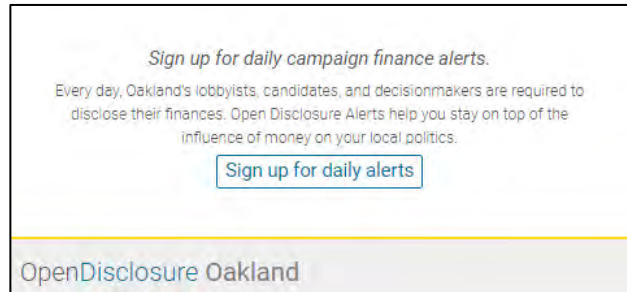 Sign up for daily campaign finance alerts.
Every day, Oakland's lobbyists, candidates, and decisionmakers are required to
disclose their finances. Open Disclosure Alerts help you stay on top of the
influence of money on your local politics.
Sign up for daily alerts
OpenDisclosure Oakland